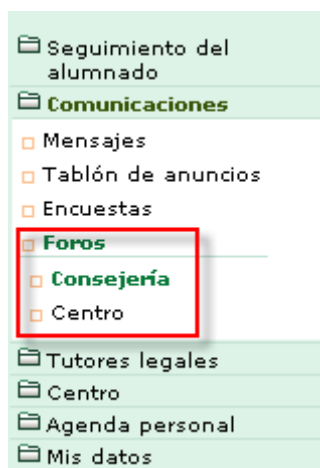 Seguimiento del
alumnado
Comunicaciones
Mensajes
Tablón de anuncios
Encuestas
Foros
Consejería
Centro
Tutores legales
Centro
Agenda personal
Mis datos